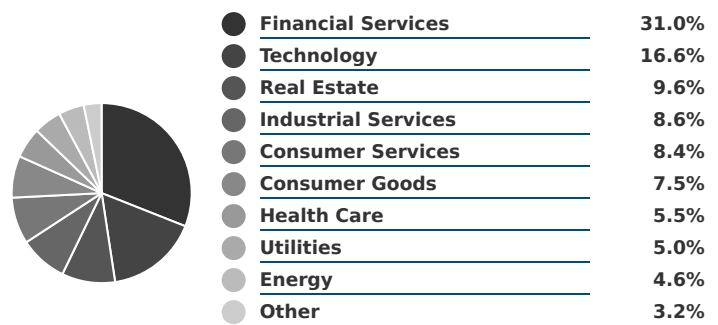 Financial Services 31.0%
Technology 16.6%
Real Estate 9.6%
Industrial Services 8.6%
Consumer Services 8.4%
Consumer Goods 7.5%
Health Care 5.5%
Utilities 5.0%
Energy 4.6%
Other 3.2%